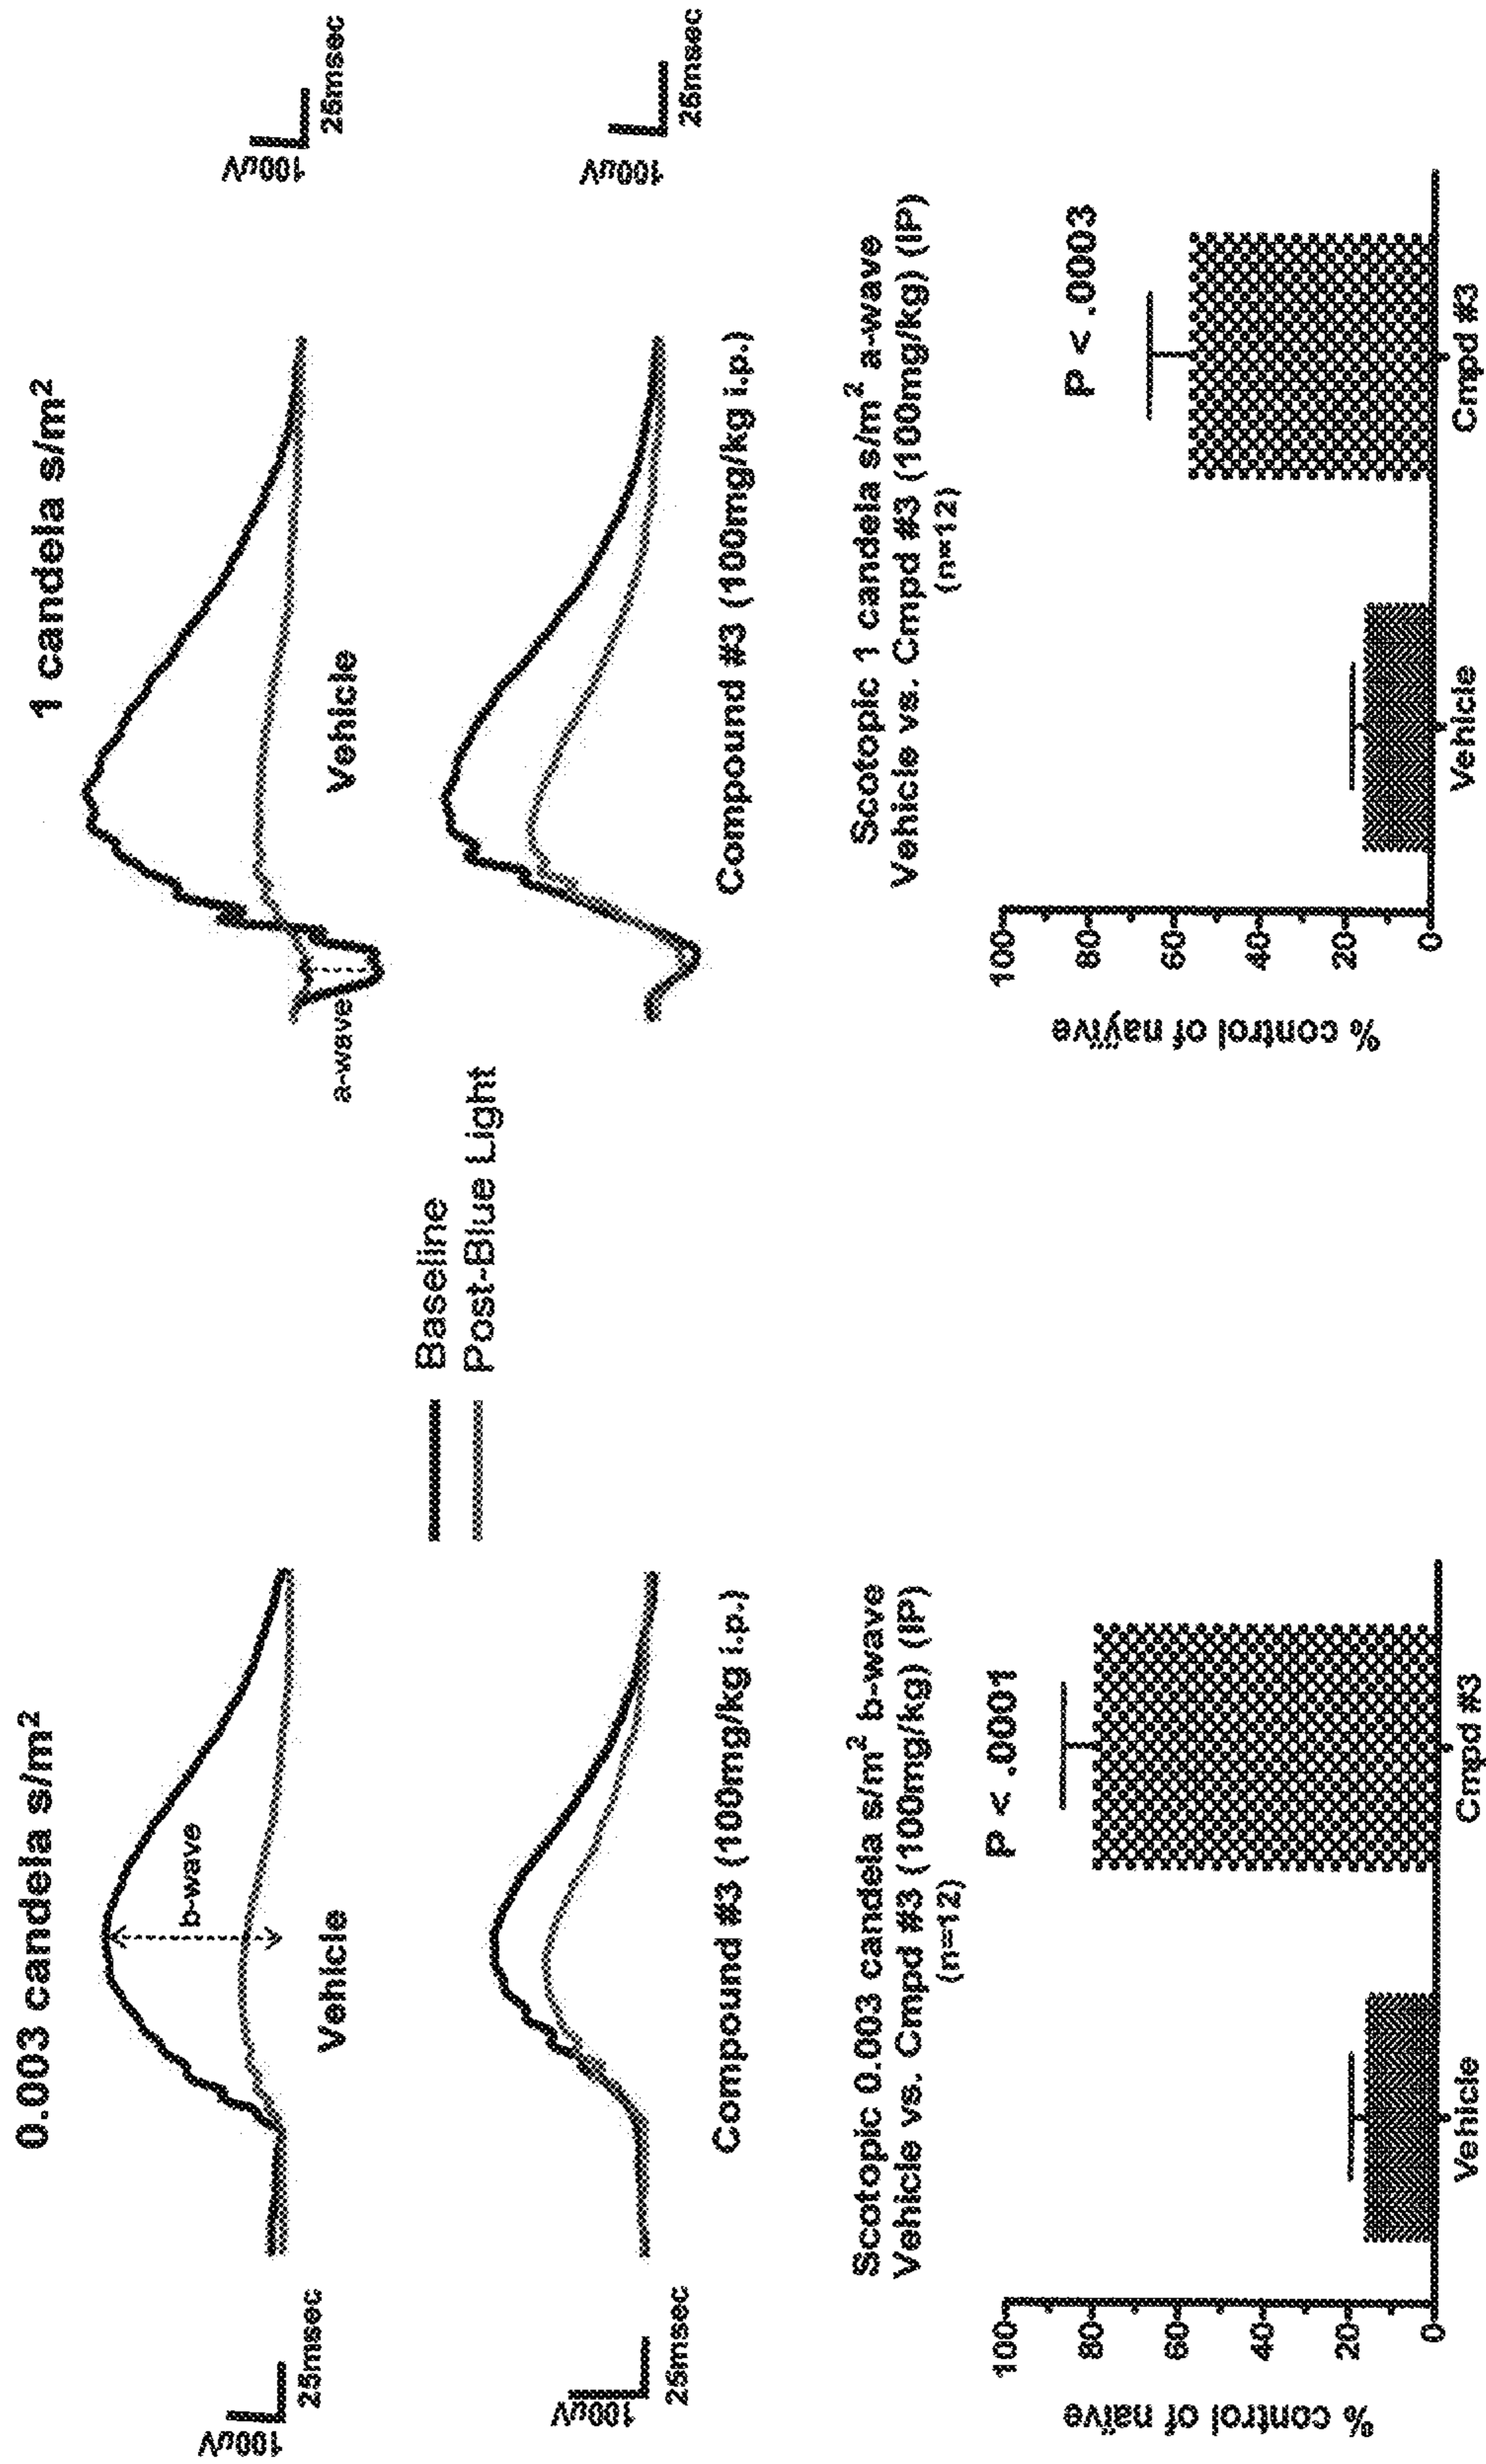 0.003 candela s/m²
b-wave
Vehicle
100uV
25msec
Compound #3 (100mg/kg i.p.)
100uV
25msec
Baseline
Post-Blue Light
1 candela s/m²
a-wave
Vehicle
100uV
25msec
Compound #3 (100mg/kg i.p.)
100uV
25msec
Scotopic 0.003 candela s/m² b-wave
Vehicle vs. Cmpd #3 (100mg/kg) (IP)
(n=12)
P < .0001
% control of naïve
100
80
60
40
20
0
Vehicle
Cmpd #3
Scotopic 1 candela s/m² a-wave
Vehicle vs. Cmpd #3 (100mg/kg) (IP)
(n=12)
P < .0003
% control of naÿïve
100
80
60
40
20
0
Vehicle
Cmpd #3